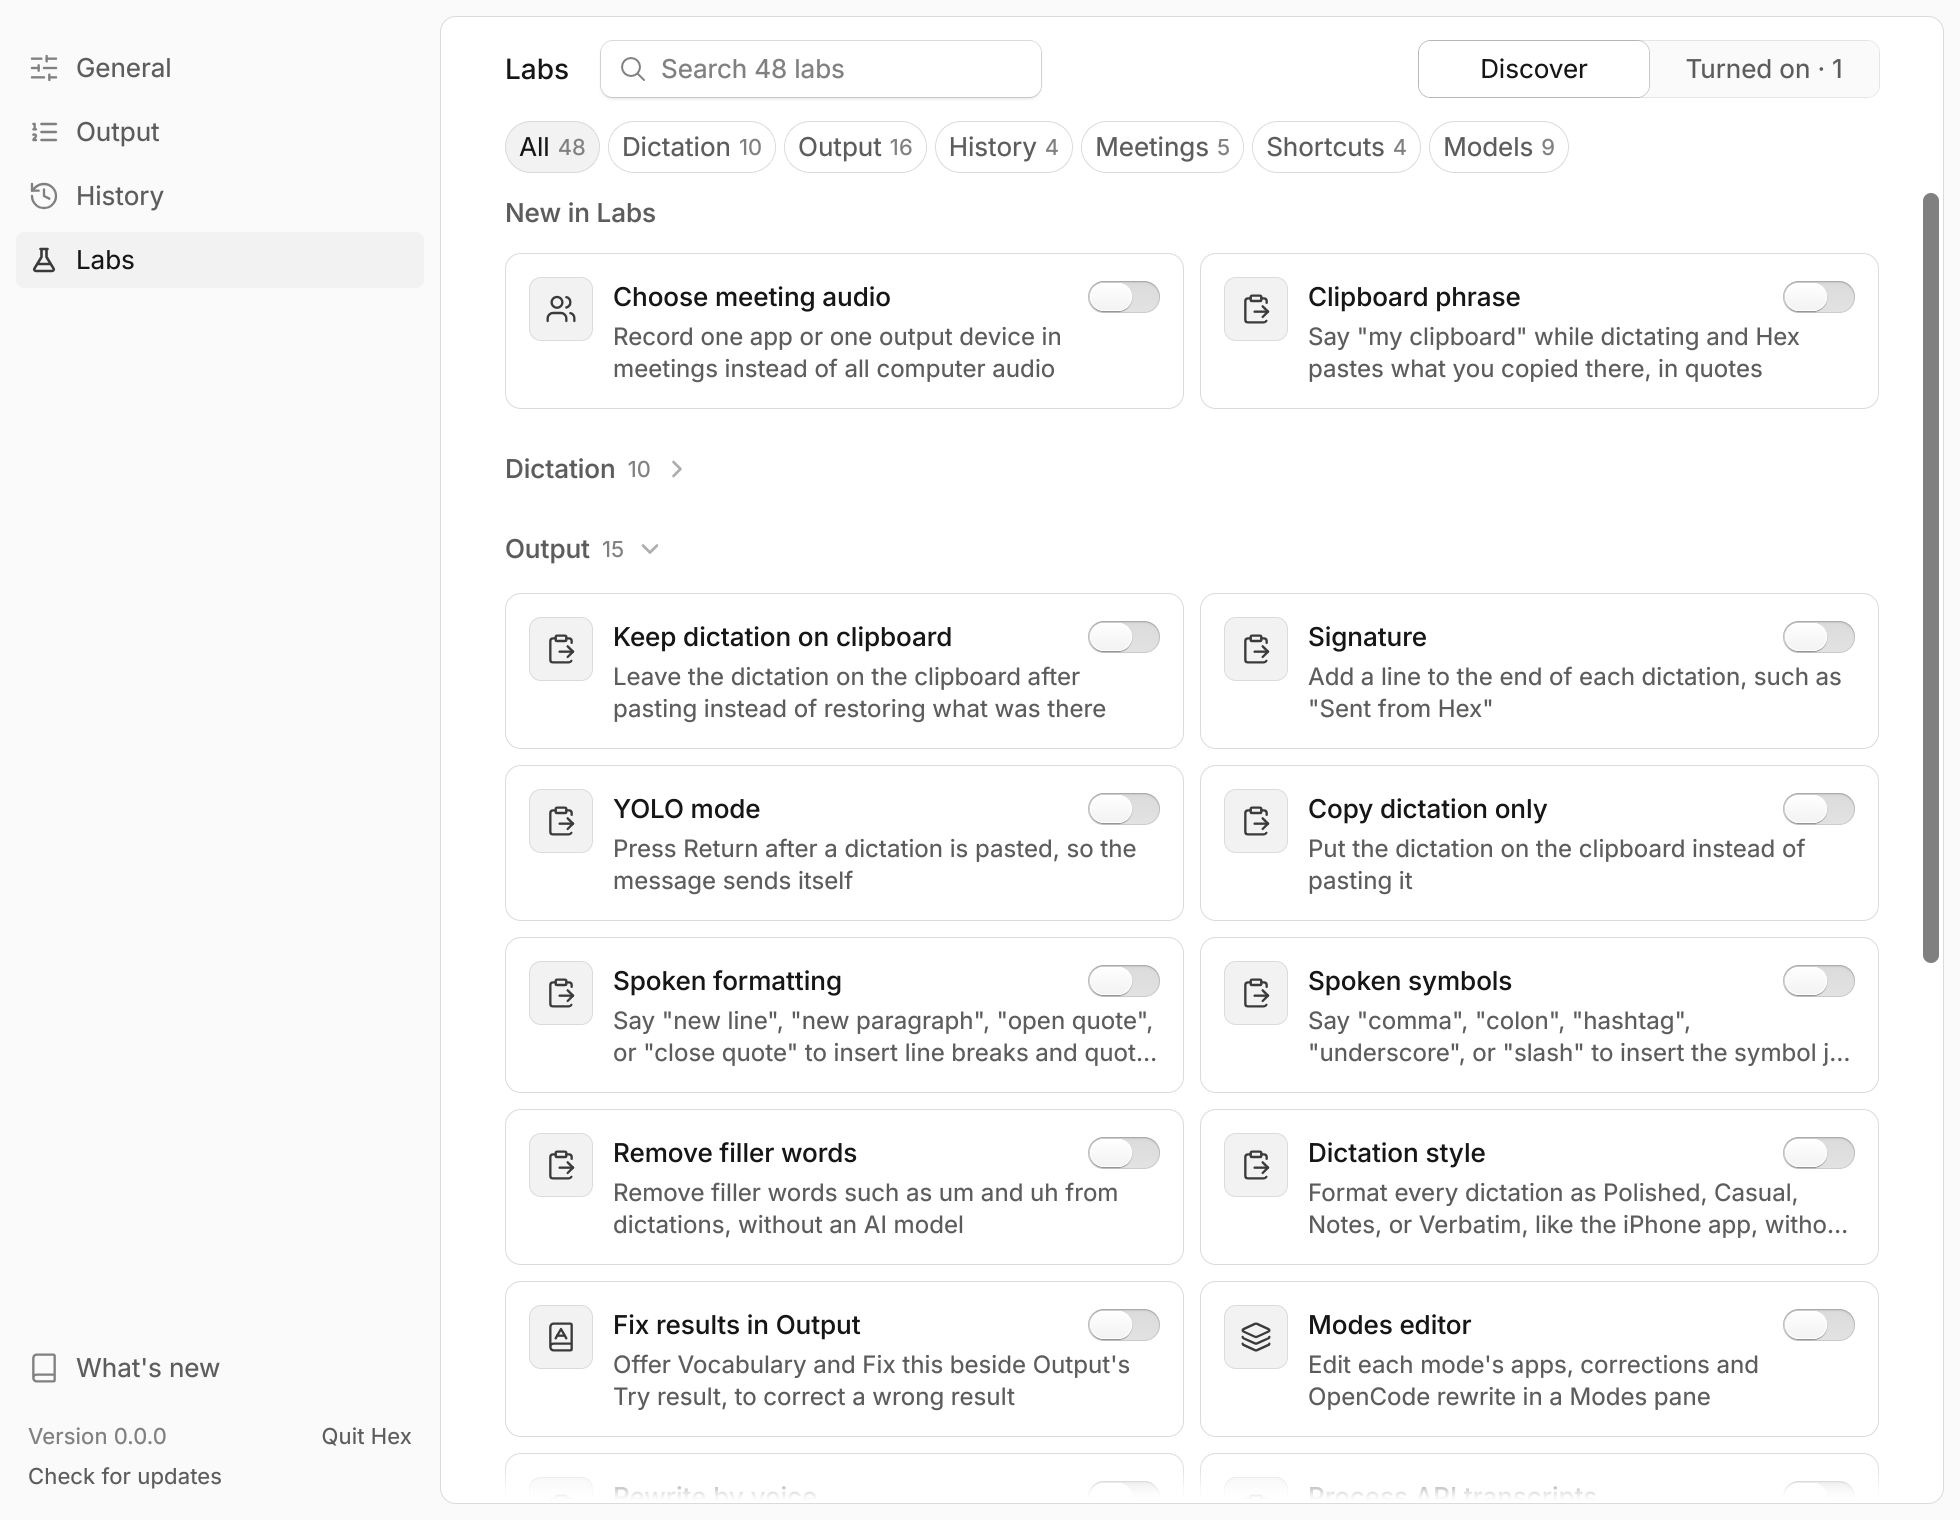 General
Output
History
Labs
What's new
Version 0.0.0
Quit Hex
Check for updates
Labs
Search 48 labs
Discover
Turned on · 1
All 48
Dictation 10
Output 16
History 4
Meetings 5
Shortcuts 4
Models 9
New in Labs
Choose meeting audio
Record one app or one output device in
meetings instead of all computer audio
Clipboard phrase
Say "my clipboard" while dictating and Hex
pastes what you copied there, in quotes
Dictation 10
Output 15
Keep dictation on clipboard
Leave the dictation on the clipboard after
pasting instead of restoring what was there
Signature
Add a line to the end of each dictation, such as
"Sent from Hex"
YOLO mode
Press Return after a dictation is pasted, so the
message sends itself
Copy dictation only
Put the dictation on the clipboard instead of
pasting it
Spoken formatting
Say "new line", "new paragraph", "open quote",
or "close quote" to insert line breaks and quot...
Spoken symbols
Say "comma", "colon", "hashtag",
"underscore", or "slash" to insert the symbol j...
Remove filler words
Remove filler words such as um and uh from
dictations, without an AI model
Dictation style
Format every dictation as Polished, Casual,
Notes, or Verbatim, like the iPhone app, witho...
Fix results in Output
Offer Vocabulary and Fix this beside Output's
Try result, to correct a wrong result
Modes editor
Edit each mode's apps, corrections and
OpenCode rewrite in a Modes pane
Rewrite by voice
Process API transcripts